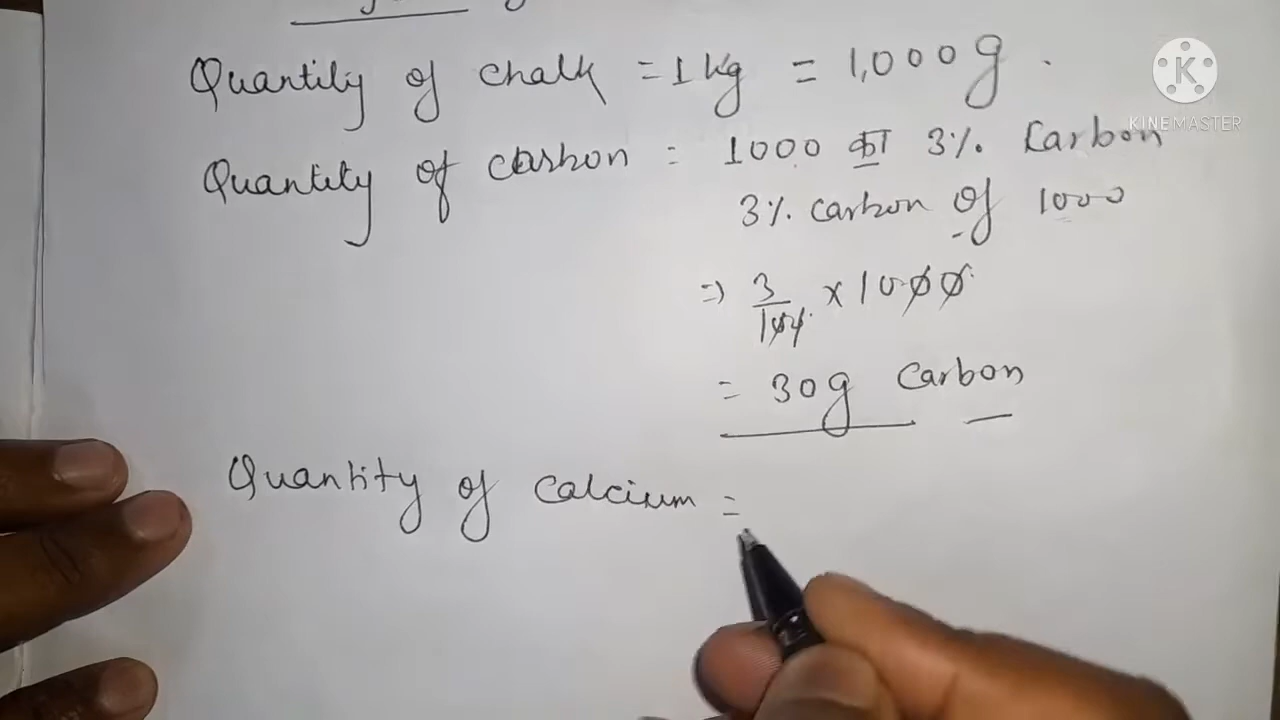 Quantity of chalk = 1 kg = 1,000g.
KINEMASTER
Quantity of carbon = 1000 का 3% Carbon
3% carbon of 1000
⇒ 3/100 × 1000
= 30g Carbon
Quantity of calcium =